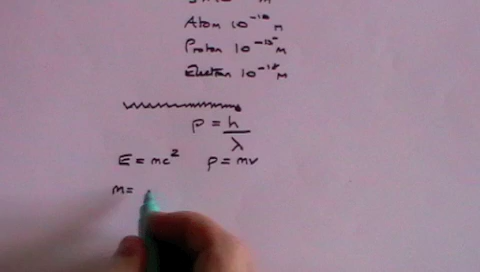 Atom 10⁻¹⁰ M
Proton 10⁻¹⁵ M
Electron 10⁻¹⁸ M
P = h/λ
E = mc² p = mv
m =